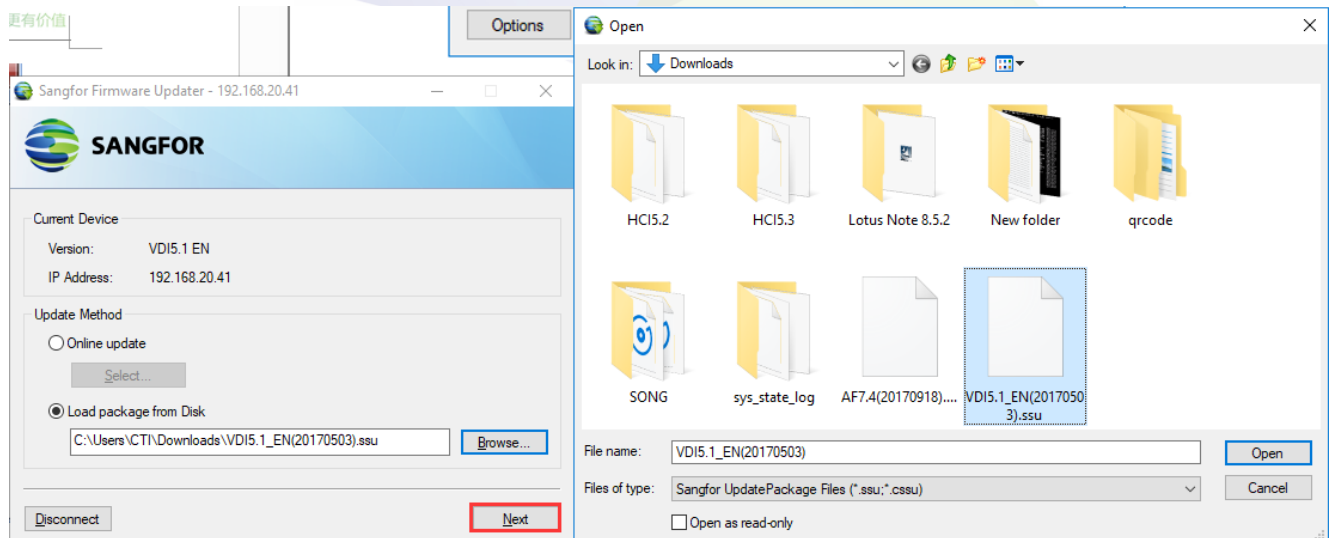 更有价值
Options
Sangfor Firmware Updater - 192.168.20.41
SANGFOR
Current Device
Version: VDI5.1 EN
IP Address: 192.168.20.41
Update Method
Online update
Select...
Load package from Disk
C:\Users\CTI\Downloads\VDI5.1_EN(20170503).ssu
Browse...
Disconnect
Next
Open
Look in: Downloads
HCI5.2
HCI5.3
Lotus Note 8.5.2
New folder
qrcode
SONG
sys_state_log
AF7.4(20170918)....
VDI5.1_EN(2017050
3).ssu
File name: VDI5.1_EN(20170503)
Open
Files of type: Sangfor UpdatePackage Files (*.ssu;*.cssu)
Cancel
Open as read-only